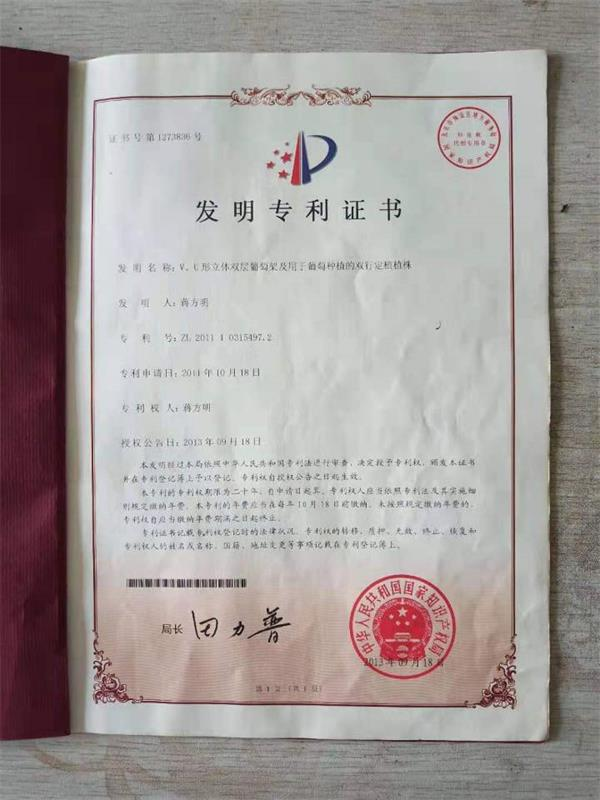 证书号第1273836号
发明专利证书
发 明 名 称：V、U形立体双层葡萄架及用于葡萄种植的双行定植植株
发 明 人：蒋方明
专 利 号：ZL 2011 1 0315497.2
专利申请日：2011年10月18日
专 利 权 人：蒋方明
授权公告日：2013年09月18日
本发明经过本局依照中华人民共和国专利法进行审查，决定授予专利权，颁发本证书
并在专利登记簿上予以登记。专利权自授权公告之日起生效。
本专利的专利权期限为二十年，自申请日起算。专利权人应当依照专利法及其实施细
则规定缴纳年费。本专利的年费应当在每年10月18日前缴纳。未按照规定缴纳年费的，
专利权自应当缴纳年费期满之日起终止。
专利证书记载专利权登记时的法律状况。专利权的转移、质押、无效、终止、恢复和
专利权人的姓名或名称、国籍、地址变更等事项记载在专利登记簿上。
局长
田力普
中华人民共和国国家知识产权局
2013年09月18日
第1页（共1页）